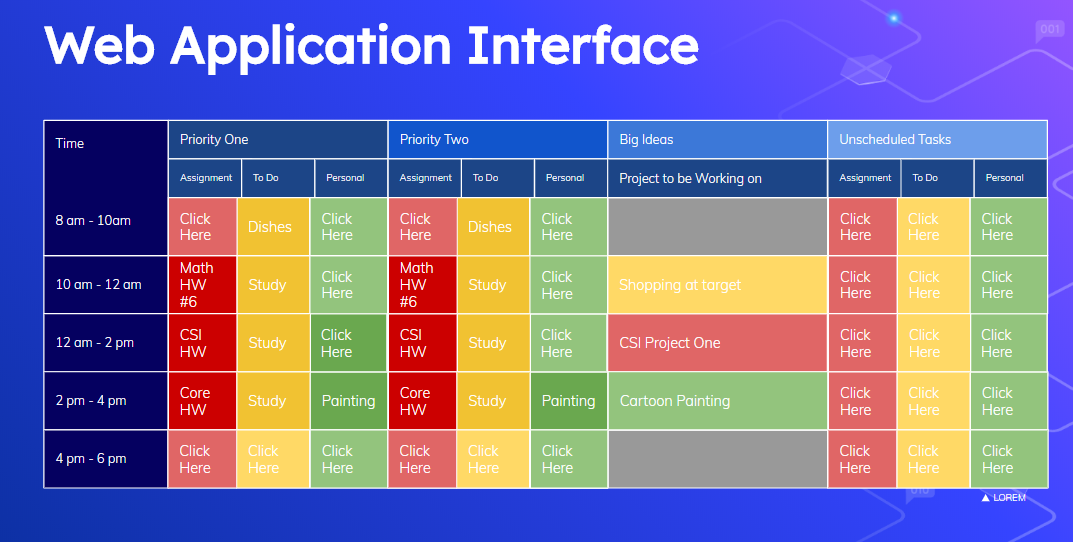 Web Application Interface
001
Time
Priority One
Priority Two
Big Ideas
Unscheduled Tasks
Assignment
To Do
Personal
Assignment
To Do
Personal
Project to be Working on
Assignment
To Do
Personal
8 am - 10am
Click
Here
Dishes
Click
Here
Click
Here
Dishes
Click
Here
Click
Here
Click
Here
Click
Here
10 am - 12 am
Math
HW
#6
Study
Click
Here
Math
HW
#6
Study
Click
Here
Shopping at target
Click
Here
Click
Here
Click
Here
12 am - 2 pm
CSI
HW
Study
Click
Here
CSI
HW
Study
Click
Here
CSI Project One
Click
Here
Click
Here
Click
Here
2 pm - 4 pm
Core
HW
Study
Painting
Core
HW
Study
Painting
Cartoon Painting
Click
Here
Click
Here
Click
Here
4 pm - 6 pm
Click
Here
Click
Here
Click
Here
Click
Here
Click
Here
Click
Here
Click
Here
Click
Here
Click
Here
010
▲ LOREM